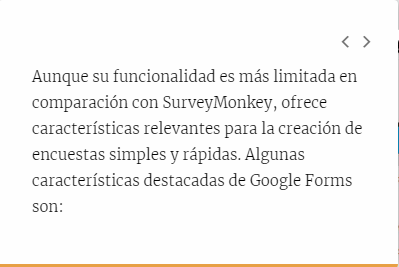 Aunque su funcionalidad es más limitada en
comparación con SurveyMonkey, ofrece
características relevantes para la creación de
encuestas simples y rápidas. Algunas
características destacadas de Google Forms
son: